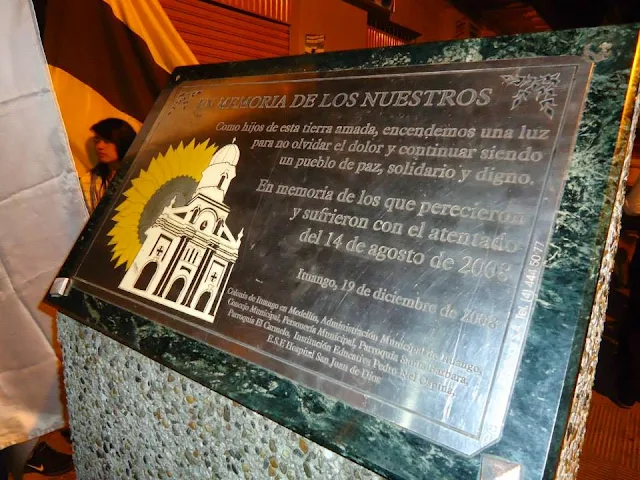 EN MEMORIA DE LOS NUESTROS
Como hijos de esta tierra amada, encendemos una luz
para no olvidar el dolor y continuar siendo
un pueblo de paz, solidario y digno.
En memoria de los que perecieron
y sufrieron con el atentado
del 14 de agosto de 2008
Ituango, 19 de diciembre de 2008
Colonia de Ituango en Medellín, Administración Municipal de Ituango,
Concejo Municipal, Personería Municipal, Parroquia Santa Bárbara,
Parroquia El Carmelo, Institución Educativa Pedro Nel Ospina,
E.S.E Hospital San Juan de Dios